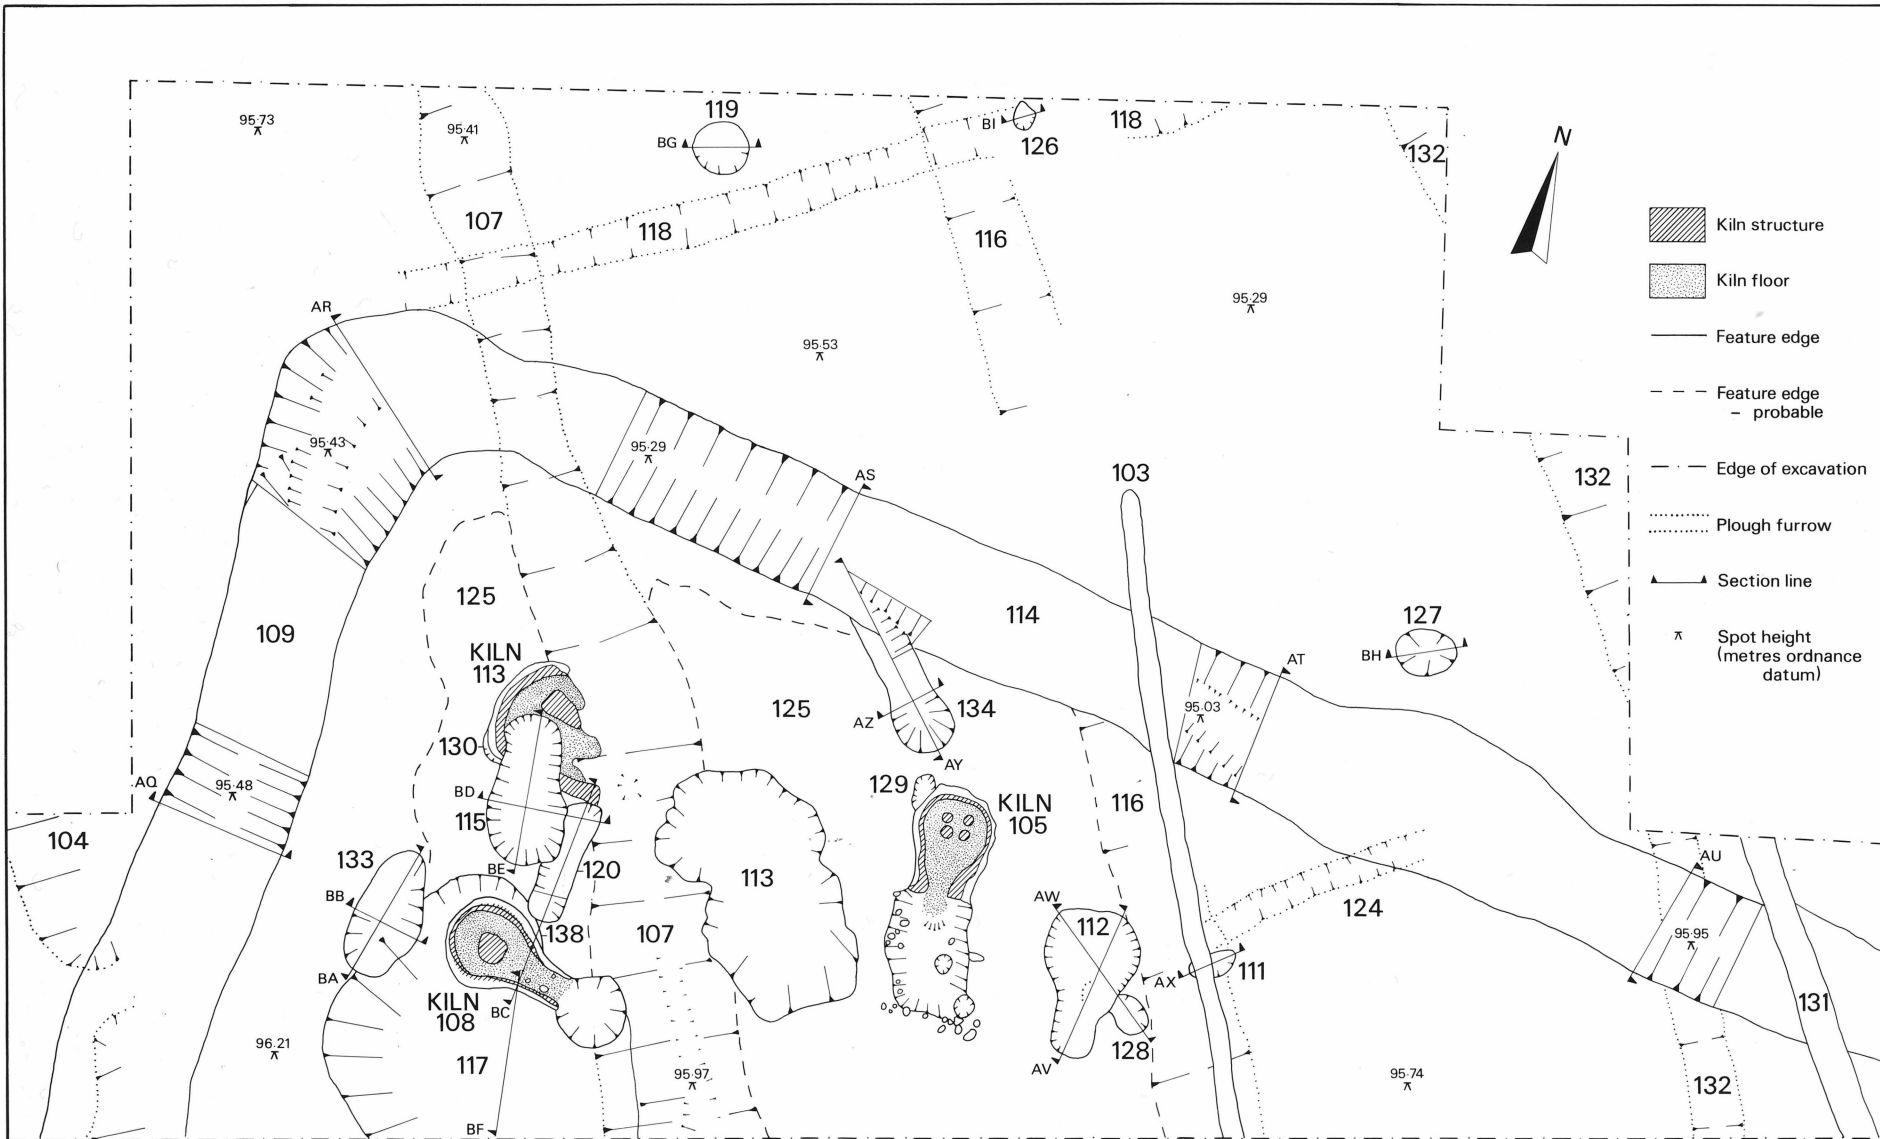 119
95·73
95·41
BG
BI
126
118
132
N
107
118
116
Kiln structure
Kiln floor
AR
95·29
95·53
Feature edge
Feature edge
– probable
95·43
95·29
AS
103
132
Edge of excavation
Plough furrow
125
Section line
109
114
127
KILN
113
BH
Spot height
(metres ordnance
datum)
AT
125
AZ
134
95·03
130
AY
AQ
95·48
BD
129
KILN
105
116
115
104
133
BE
120
113
AU
BB
AW
112
124
138
107
95·95
BA
AX
111
KILN
108
BC
131
96·21
117
128
AV
95·97
95·74
132
BF